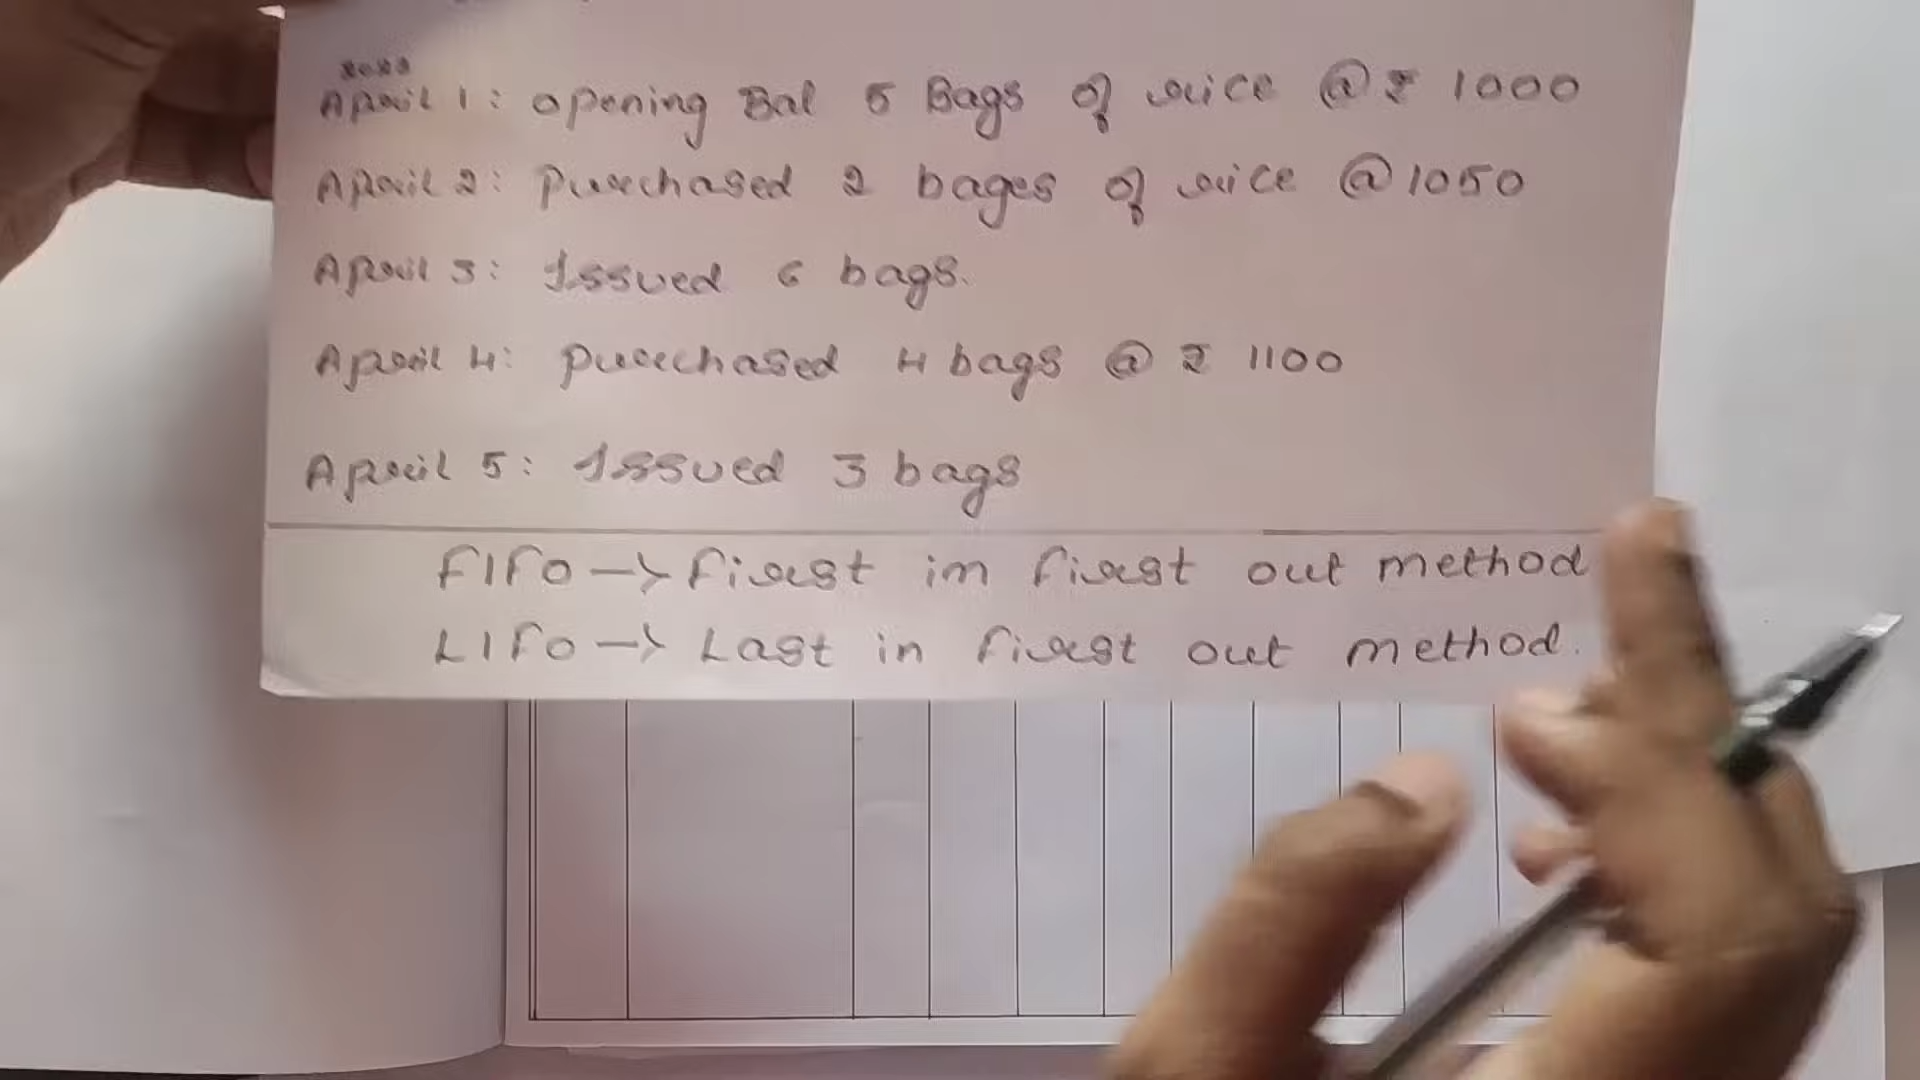 April 1: opening Bal 5 Bags of rice @ ₹ 1000
April 2: purchased 2 bages of rice @ 1050
April 3: Issued 6 bags.
April 4: purchased 4 bags @ ₹ 1100
April 5: Issued 3 bags
FIFO → First in First out method
LIFO → Last in First out method.